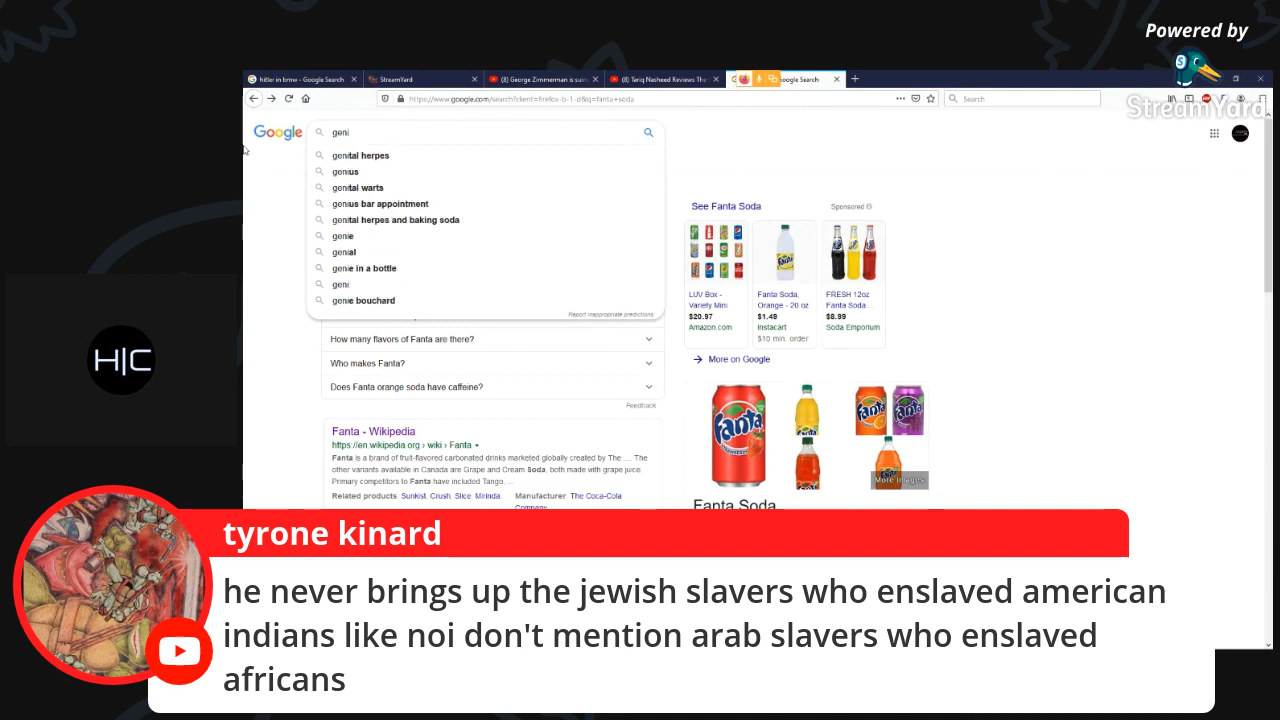 Powered by
StreamYard
hitler in bmw - Google Search
StreamYard
(8) George Zimmerman is suin
(8) Tariq Nasheed Reviews The
oogle Search
https://www.google.com/search?client=firefox-b-1-d&q=fanta+soda
Search
Google
geni
genital herpes
genius
genital warts
genius bar appointment
genital herpes and baking soda
genie
genial
genie in a bottle
geni
genie bouchard
Report inappropriate predictions
How many flavors of Fanta are there?
Who makes Fanta?
Does Fanta orange soda have caffeine?
Feedback
Fanta - Wikipedia
https://en.wikipedia.org › wiki › Fanta
Fanta is a brand of fruit-flavored carbonated drinks marketed globally created by The ... The
other variants available in Canada are Grape and Cream Soda, both made with grape juice.
Primary competitors to Fanta have included Tango, ...
Related products Sunkist, Crush, Slice, Mirinda
Manufacturer The Coca-Cola
Company
See Fanta Soda
Sponsored
LUV Box -
Variety Mini
$20.97
Amazon.com
Fanta Soda,
Orange - 20 oz
$1.49
Instacart
$10 min. order
FRESH 12oz
Fanta Soda ...
$8.99
Soda Emporium
More on Google
Fanta
Fanta
More images
Fanta Soda
H|C
tyrone kinard
he never brings up the jewish slavers who enslaved american
indians like noi don't mention arab slavers who enslaved
africans